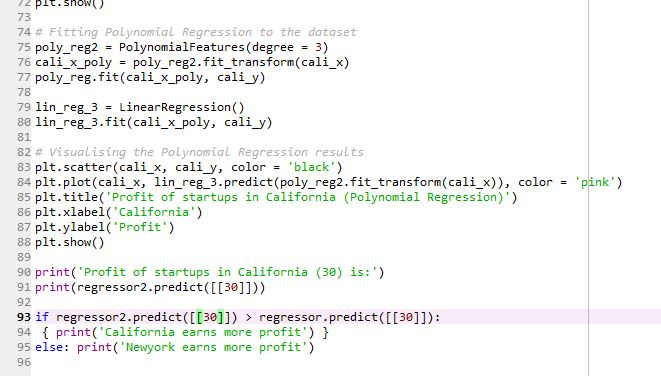 72 plt.show()
73
74 # Fitting Polynomial Regression to the dataset
75 poly_reg2 = PolynomialFeatures(degree = 3)
76 cali_x_poly = poly_reg2.fit_transform(cali_x)
77 poly_reg.fit(cali_x_poly, cali_y)
78
79 lin_reg_3 = LinearRegression()
80 lin_reg_3.fit(cali_x_poly, cali_y)
81
82 # Visualising the Polynomial Regression results
83 plt.scatter(cali_x, cali_y, color = 'black')
84 plt.plot(cali_x, lin_reg_3.predict(poly_reg2.fit_transform(cali_x)), color = 'pink')
85 plt.title('Profit of startups in California (Polynomial Regression)')
86 plt.xlabel('California')
87 plt.ylabel('Profit')
88 plt.show()
89
90 print('Profit of startups in California (30) is:')
91 print(regressor2.predict([[30]]))
92
93 if regressor2.predict([[30]]) > regressor.predict([[30]]):
94  { print('California earns more profit') }
95 else: print('Newyork earns more profit')
96